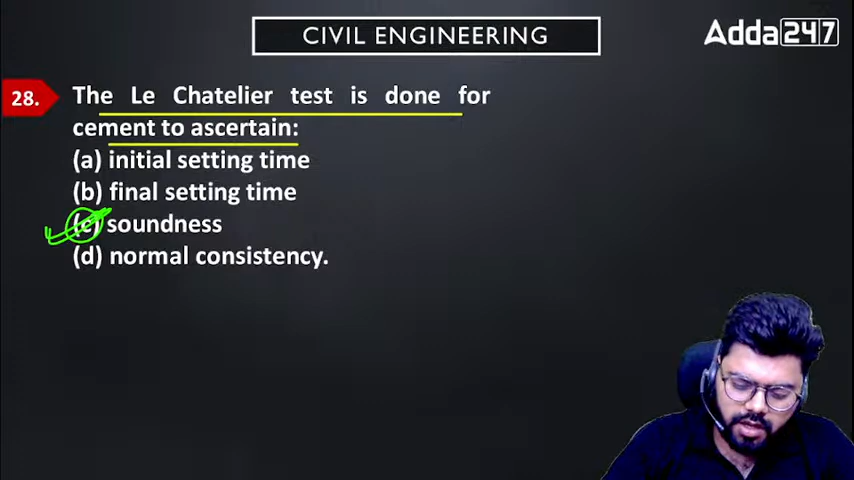 CIVIL ENGINEERING
Adda247
28.
The Le Chatelier test is done for
cement to ascertain:
(a) initial setting time
(b) final setting time
(c) soundness
(d) normal consistency.